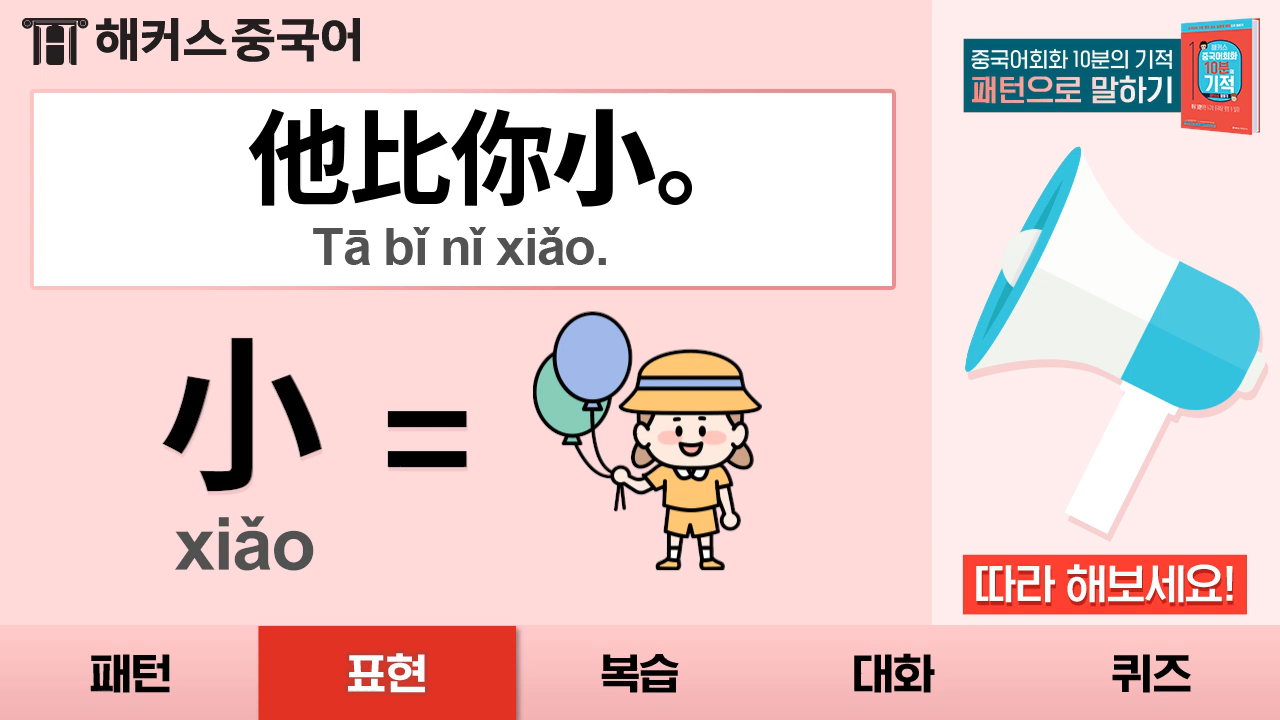 해커스 중국어
중국어회화 10분의 기적
패턴으로 말하기
해커스
중국어회화
10분의
기적
他比你小。
Tā bǐ nǐ xiǎo.
小 =
xiǎo
따라 해보세요!
패턴
표현
복습
대화
퀴즈